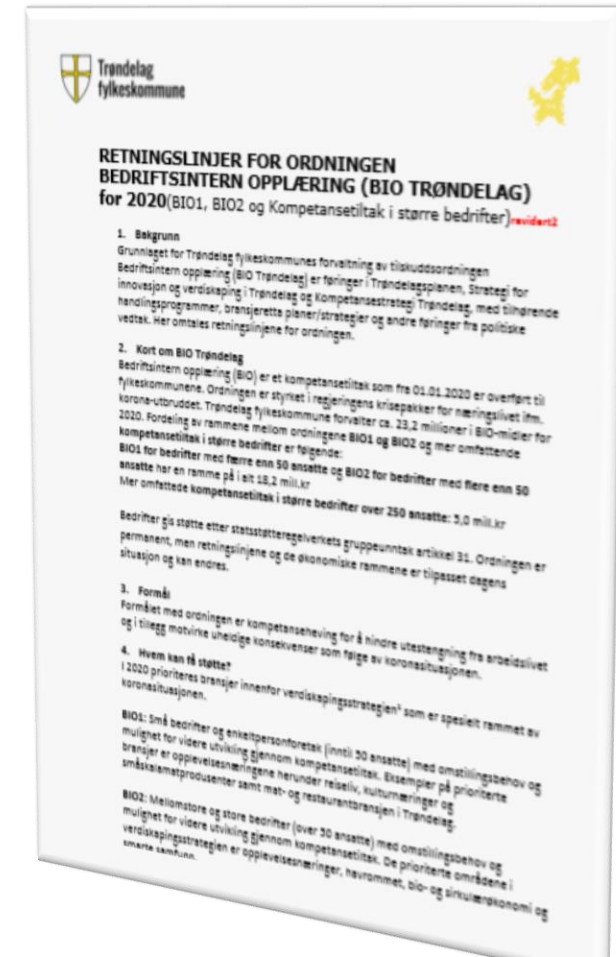 Trøndelag
fylkeskommune
RETNINGSLINJER FOR ORDNINGEN
BEDRIFTSINTERN OPPLÆRING (BIO TRØNDELAG)
for 2020(BIO1, BIO2 og Kompetansetiltak i større bedrifter)revidert2
1. Bakgrunn
Grunnlaget for Trøndelag fylkeskommunes forvaltning av tilskuddsordningen
Bedriftsintern opplæring (BIO Trøndelag) er føringer i Trøndelagsplanen, Strategi for
innovasjon og verdiskaping i Trøndelag og Kompetansestrategi Trøndelag, med tilhørende
handlingsprogrammer, bransjeretta planer/strategier og andre føringer fra politiske
vedtak. Her omtales retningslinjene for ordningen.
2. Kort om BIO Trøndelag
Bedriftsintern opplæring (BIO) er et kompetansetiltak som fra 01.01.2020 er overført til
fylkeskommunene. Ordningen er styrket i regjeringens krisepakker for næringslivet ifm.
korona-utbruddet. Trøndelag fylkeskommune forvalter ca. 23,2 millioner i BIO-midler for
2020. Fordeling av rammene mellom ordningene BIO1 og BIO2 og mer omfattende
kompetansetiltak i større bedrifter er følgende:
BIO1 for bedrifter med færre enn 50 ansatte og BIO2 for bedrifter med flere enn 50
ansatte har en ramme på i alt 18,2 mill.kr
Mer omfattede kompetansetiltak i større bedrifter over 250 ansatte: 5,0 mill.kr
Bedrifter gis støtte etter statsstøtteregelverkets gruppeunntak artikkel 31. Ordningen er
permanent, men retningslinjene og de økonomiske rammene er tilpasset dagens
situasjon og kan endres.
3. Formål
Formålet med ordningen er kompetanseheving for å hindre utestengning fra arbeidslivet
og i tillegg motvirke uheldige konsekvenser som følge av koronasituasjonen.
4. Hvem kan få støtte?
I 2020 prioriteres bransjer innenfor verdiskapingsstrategien¹ som er spesielt rammet av
koronasituasjonen.
BIO1: Små bedrifter og enkeltpersonforetak (inntil 50 ansatte) med omstillingsbehov og
mulighet for videre utvikling gjennom kompetansetiltak. Eksempler på prioriterte
bransjer er opplevelsesnæringene herunder reiseliv, kulturnæringer og
småskalamatprodusenter samt mat- og restaurantbransjen i Trøndelag.
BIO2: Mellomstore og store bedrifter (over 50 ansatte) med omstillingsbehov og
mulighet for videre utvikling gjennom kompetansetiltak. De prioriterte områdene i
verdiskapingsstrategien er opplevelsesnæringer, havrommet, bio- og sirkulærøkonomi og
smarte samfunn.